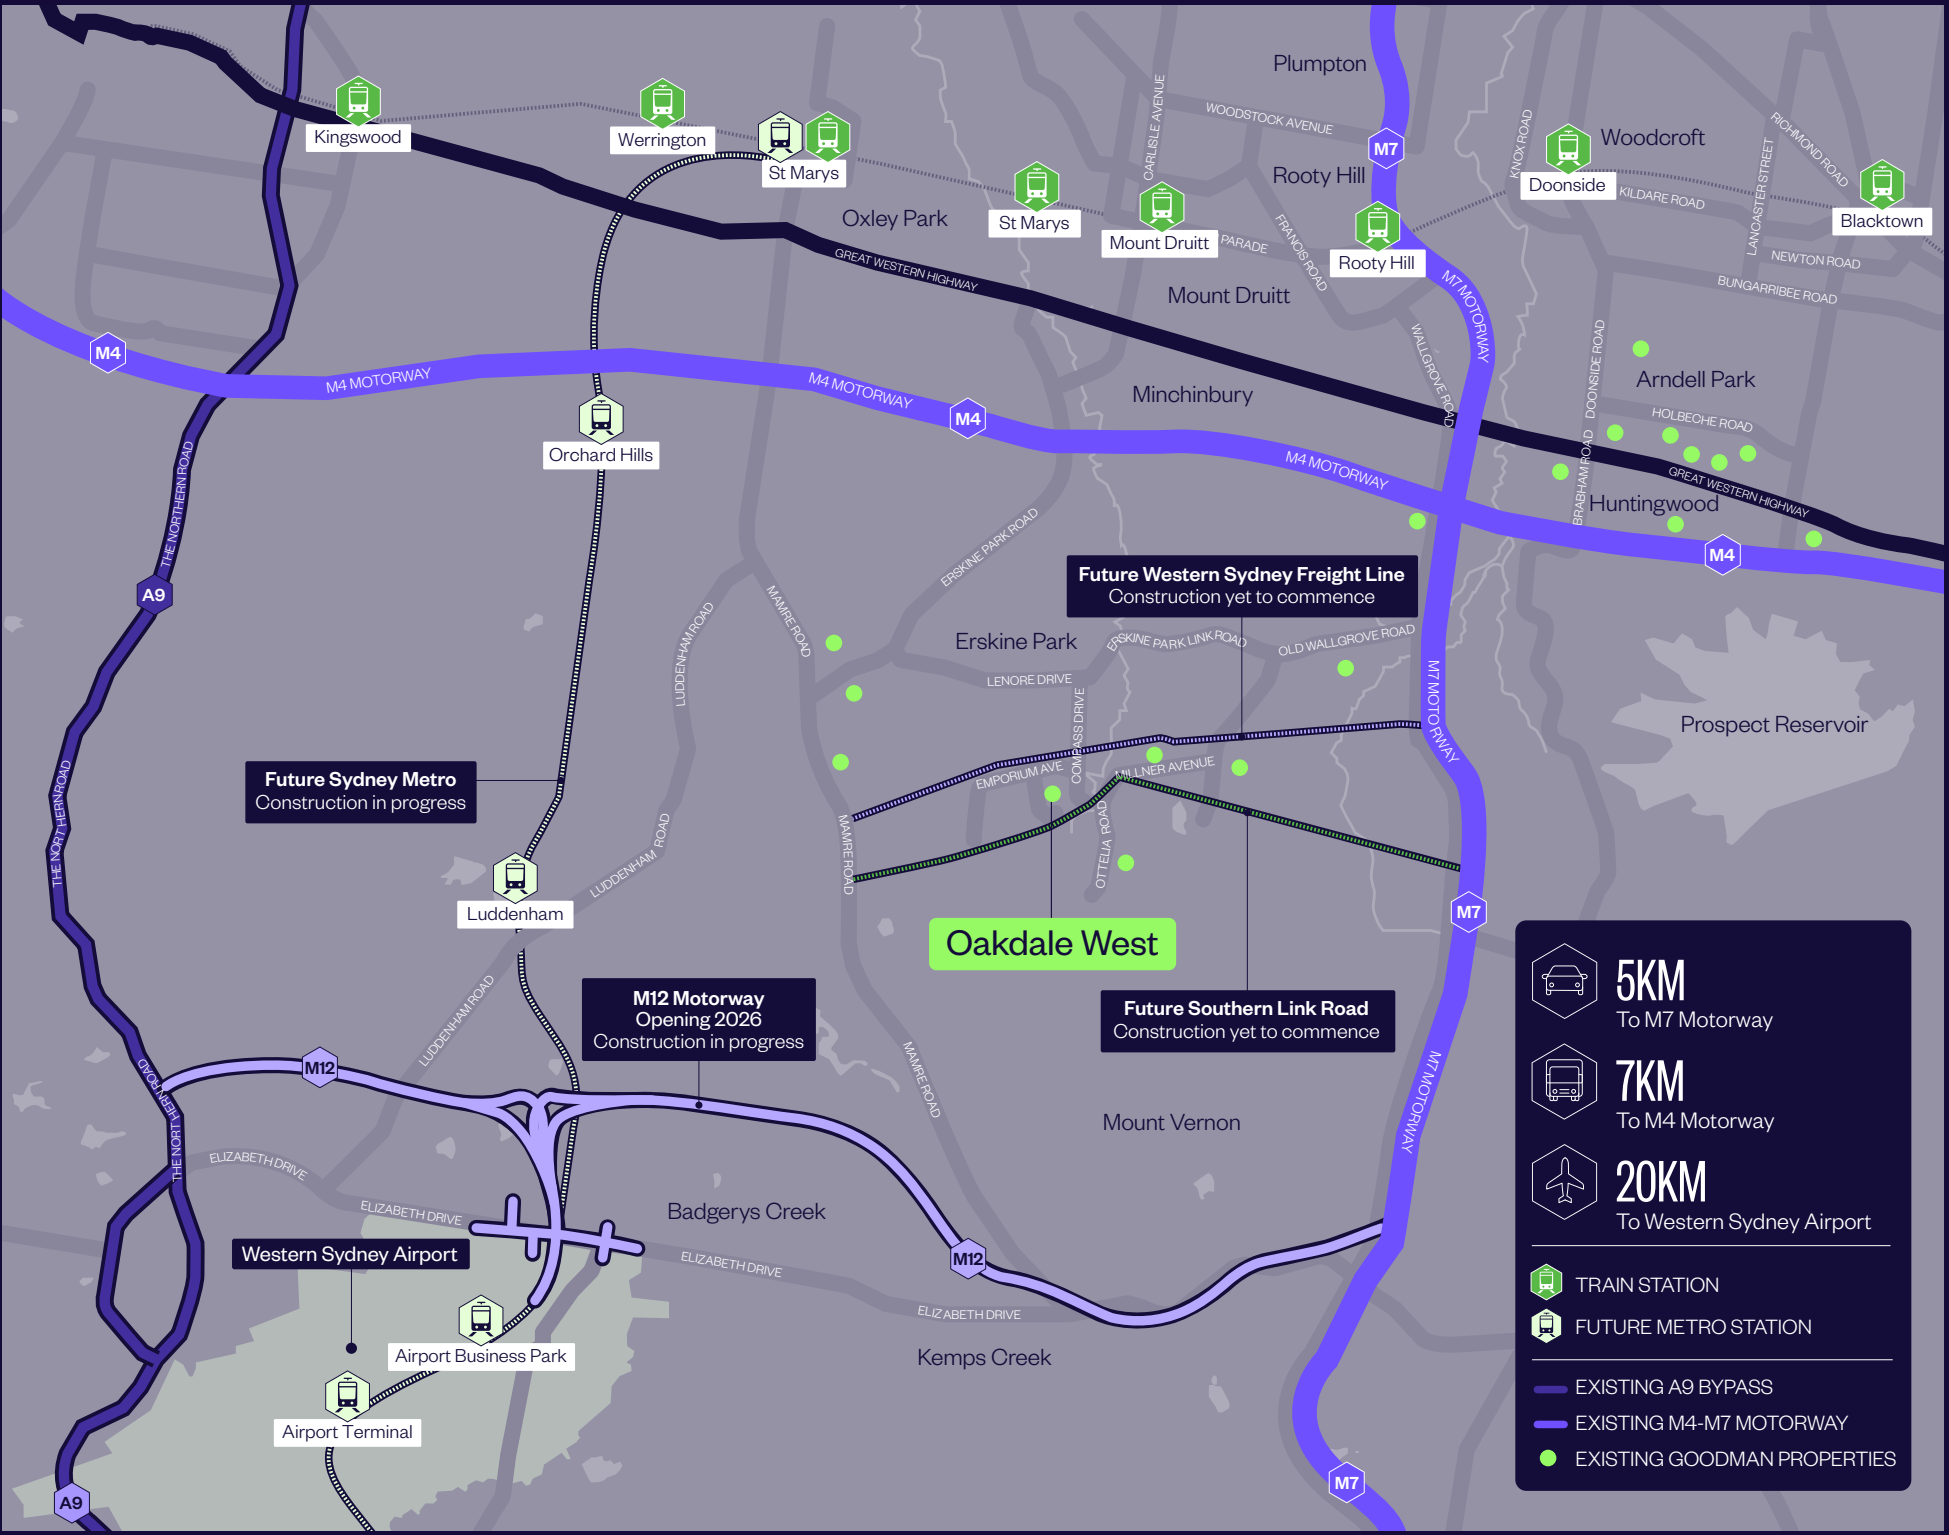 Plumpton
WOODSTOCK AVENUE
CARLISLE AVENUE
KNOX ROAD
Woodcroft
RICHMOND ROAD
LANCASTER STREET
M7
Kingswood
Werrington
St Marys
St Marys
Mount Druitt
PARADE
Rooty Hill
Rooty Hill
Doonside
KILDARE ROAD
Blacktown
Oxley Park
FRANCIS ROAD
NEWTON ROAD
BUNGARRIBEE ROAD
GREAT WESTERN HIGHWAY
Mount Druitt
M7 MOTORWAY
M4
M4 MOTORWAY
M4 MOTORWAY
M4
Minchinbury
WALLGROVE ROAD
DOONSIDE ROAD
Arndell Park
HOLBECHE ROAD
Orchard Hills
M4 MOTORWAY
BRABHAM ROAD
GREAT WESTERN HIGHWAY
Huntingwood
M4
THE NORTHERN ROAD
A9
ERSKINE PARK ROAD
Future Western Sydney Freight Line
Construction yet to commence
MAMRE ROAD
LUDDENHAM ROAD
Erskine Park
ERSKINE PARK LINK ROAD
OLD WALLGROVE ROAD
LENORE DRIVE
COMPASS DRIVE
M7 MOTORWAY
Prospect Reservoir
Future Sydney Metro
Construction in progress
EMPORIUM AVE
MILLNER AVENUE
THE NORTHERN ROAD
MAMRE ROAD
OTTELIA ROAD
LUDDENHAM ROAD
Luddenham
Oakdale West
M7
M12 Motorway
Opening 2026
Construction in progress
Future Southern Link Road
Construction yet to commence
LUDDENHAM ROAD
MAMRE ROAD
M7 MOTORWAY
M12
THE NORTHERN ROAD
Mount Vernon
ELIZABETH DRIVE
ELIZABETH DRIVE
Badgerys Creek
Western Sydney Airport
ELIZABETH DRIVE
M12
ELIZABETH DRIVE
Kemps Creek
Airport Business Park
Airport Terminal
A9
M7
5KM
To M7 Motorway
7KM
To M4 Motorway
20KM
To Western Sydney Airport
TRAIN STATION
FUTURE METRO STATION
EXISTING A9 BYPASS
EXISTING M4-M7 MOTORWAY
EXISTING GOODMAN PROPERTIES